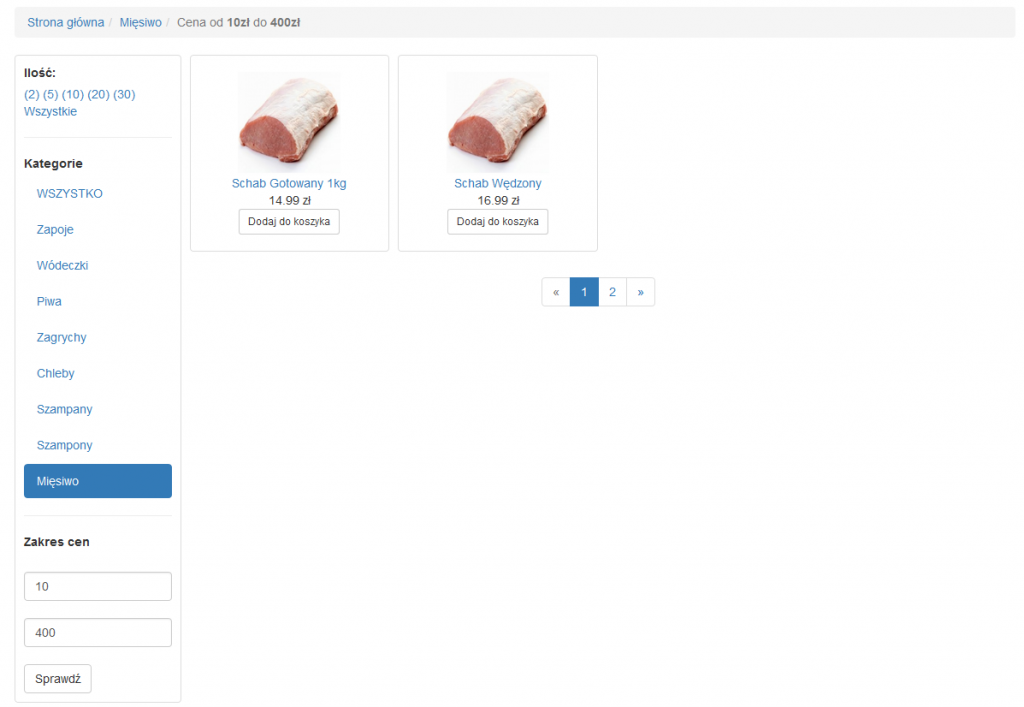 Strona główna / Mięsiwo / Cena od 10zł do 400zł
Ilość:
(2) (5) (10) (20) (30)
Wszystkie
Kategorie
WSZYSTKO
Zapoje
Wódeczki
Piwa
Zagrychy
Chleby
Szampany
Szampony
Mięsiwo
Zakres cen
10
400
Sprawdź
Schab Gotowany 1kg
14.99 zł
Dodaj do koszyka
Schab Wędzony
16.99 zł
Dodaj do koszyka
« 1 2 »